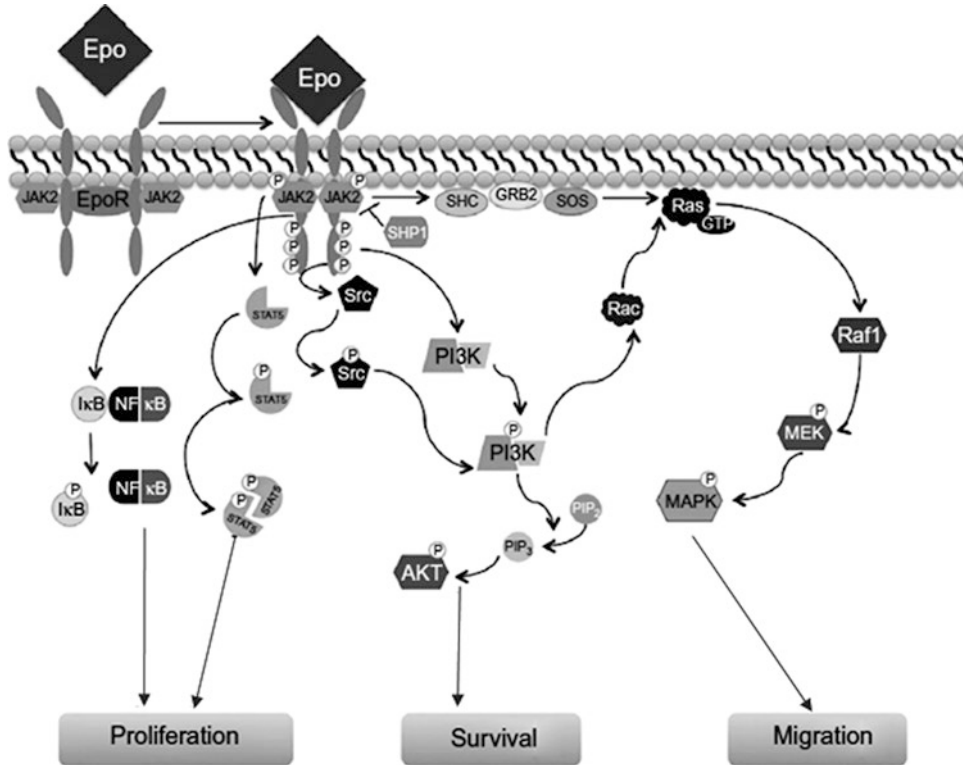 Epo
Epo
JAK2
EpoR
JAK2
P
JAK2
JAK2
P
SHC
GRB2
SOS
Ras
GTP
SHP1
P
P
P
P
P
P
Src
STAT5
Rac
Raf1
PI3K
P
Src
P
STAT5
IκB
NF
κB
P
MEK
P
PI3K
P
IκB
NF
κB
P
P
STAT5
STAT5
P
MAPK
PIP2
PIP3
P
AKT
Proliferation
Survival
Migration